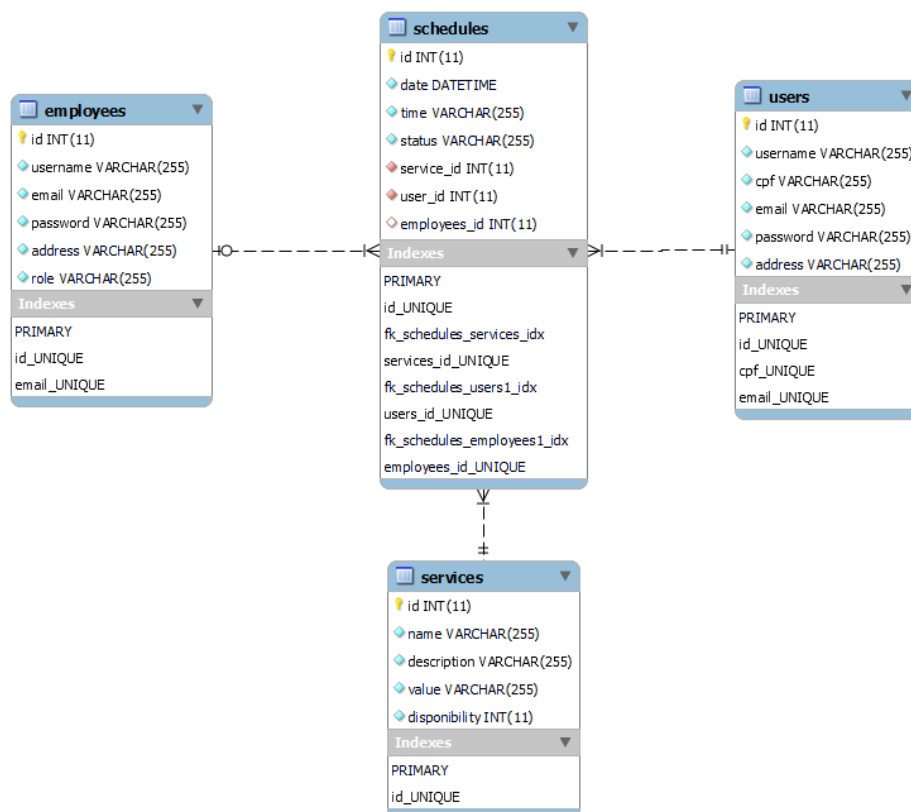 schedules
id INT(11)
date DATETIME
time VARCHAR(255)
status VARCHAR(255)
service_id INT(11)
user_id INT(11)
employees_id INT(11)
Indexes
PRIMARY
id_UNIQUE
fk_schedules_services_idx
services_id_UNIQUE
fk_schedules_users1_idx
users_id_UNIQUE
fk_schedules_employees1_idx
employees_id_UNIQUE
employees
id INT(11)
username VARCHAR(255)
email VARCHAR(255)
password VARCHAR(255)
address VARCHAR(255)
role VARCHAR(255)
Indexes
PRIMARY
id_UNIQUE
email_UNIQUE
users
id INT(11)
username VARCHAR(255)
cpf VARCHAR(255)
email VARCHAR(255)
password VARCHAR(255)
address VARCHAR(255)
Indexes
PRIMARY
id_UNIQUE
cpf_UNIQUE
email_UNIQUE
services
id INT(11)
name VARCHAR(255)
description VARCHAR(255)
value VARCHAR(255)
disponibility INT(11)
Indexes
PRIMARY
id_UNIQUE